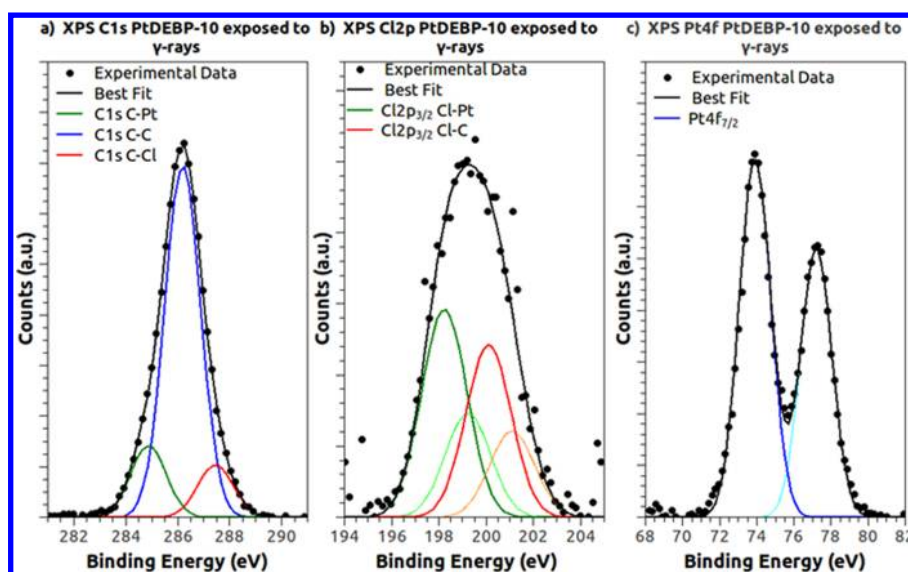 a) XPS C1s PtDEBP-10 exposed to
γ-rays
Experimental Data
Best Fit
C1s C-Pt
C1s C-C
C1s C-Cl
Counts (a.u.)
282 284 286 288 290
Binding Energy (eV)
b) XPS Cl2p PtDEBP-10 exposed to
γ-rays
Experimental Data
Best Fit
Cl2p3/2 Cl-Pt
Cl2p3/2 Cl-C
Counts (a.u.)
194 196 198 200 202 204
Binding Energy (eV)
c) XPS Pt4f PtDEBP-10 exposed to
γ-rays
Experimental Data
Best Fit
Pt4f7/2
Counts (a.u.)
68 70 72 74 76 78 80 82
Binding Energy (eV)